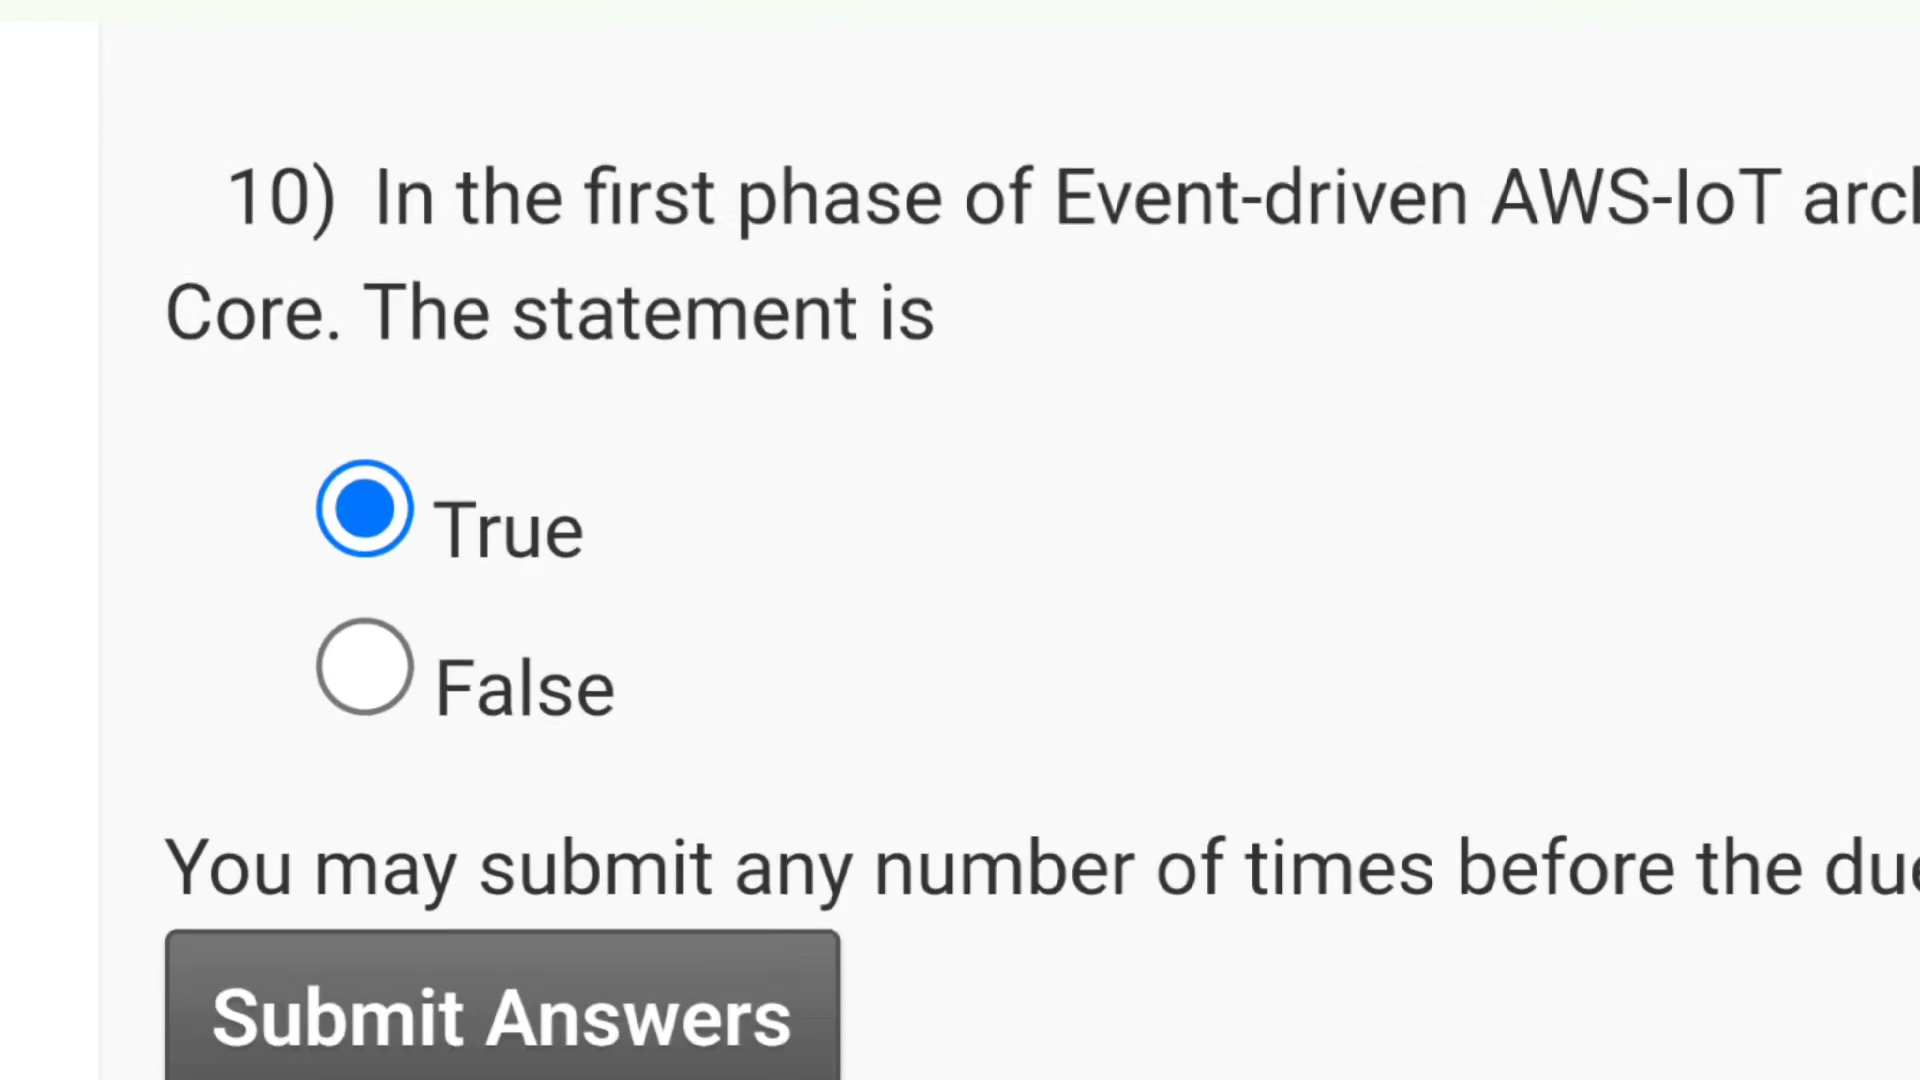 10) In the first phase of Event-driven AWS-IoT
Core. The statement is
True
False
You may submit any number of times before the
Submit Answers